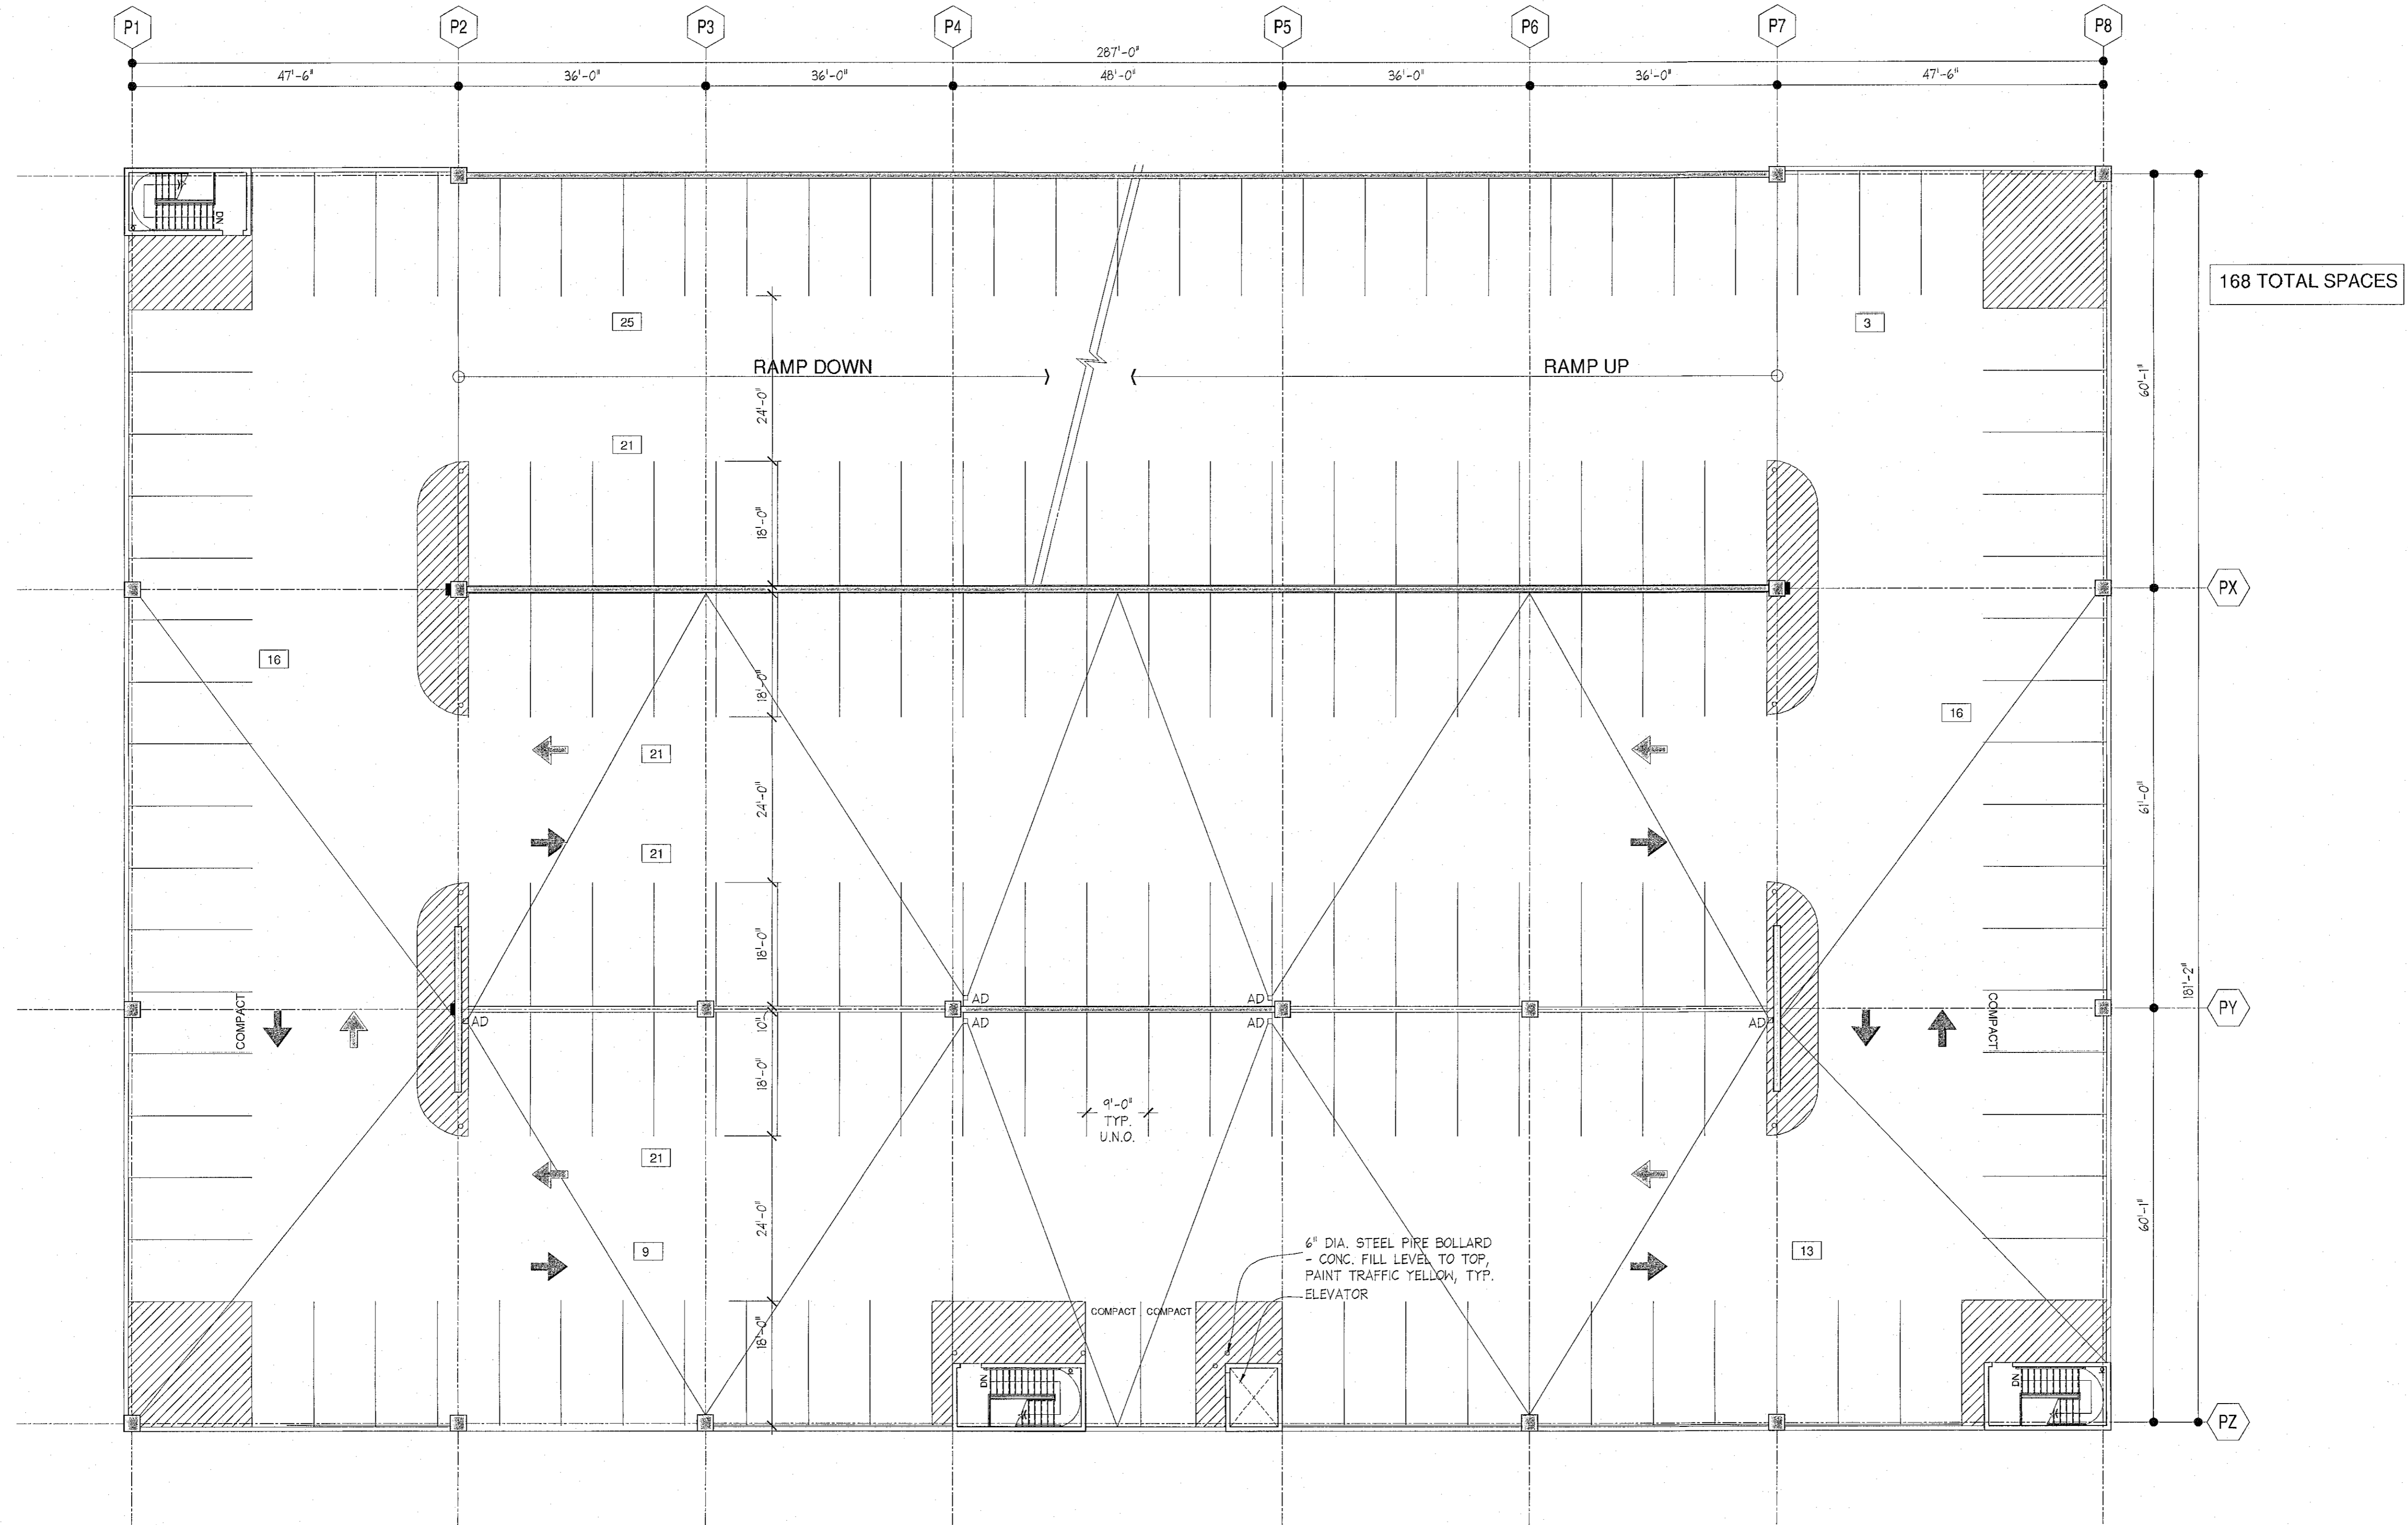 P1
P2
P3
P4
P5
P6
P7
P8
287'-0"
47'-6"
36'-0"
36'-0"
48'-0"
36'-0"
36'-0"
47'-6"
DN
168 TOTAL SPACES
25
3
RAMP DOWN
RAMP UP
24'-0"
60'-1"
21
18'-0"
PX
16
18'-0"
16
21
24'-0"
61'-0"
21
18'-0"
181'-2"
COMPACT
COMPACT
AD
AD
PY
AD
AD
AD
AD
10"
18'-0"
9'-0"
TYP.
U.N.O.
21
24'-0"
60'-1"
9
13
6" DIA. STEEL PIPE BOLLARD
- CONC. FILL LEVEL TO TOP,
PAINT TRAFFIC YELLOW, TYP.
ELEVATOR
COMPACT
COMPACT
18'-0"
DN
DN
PZ